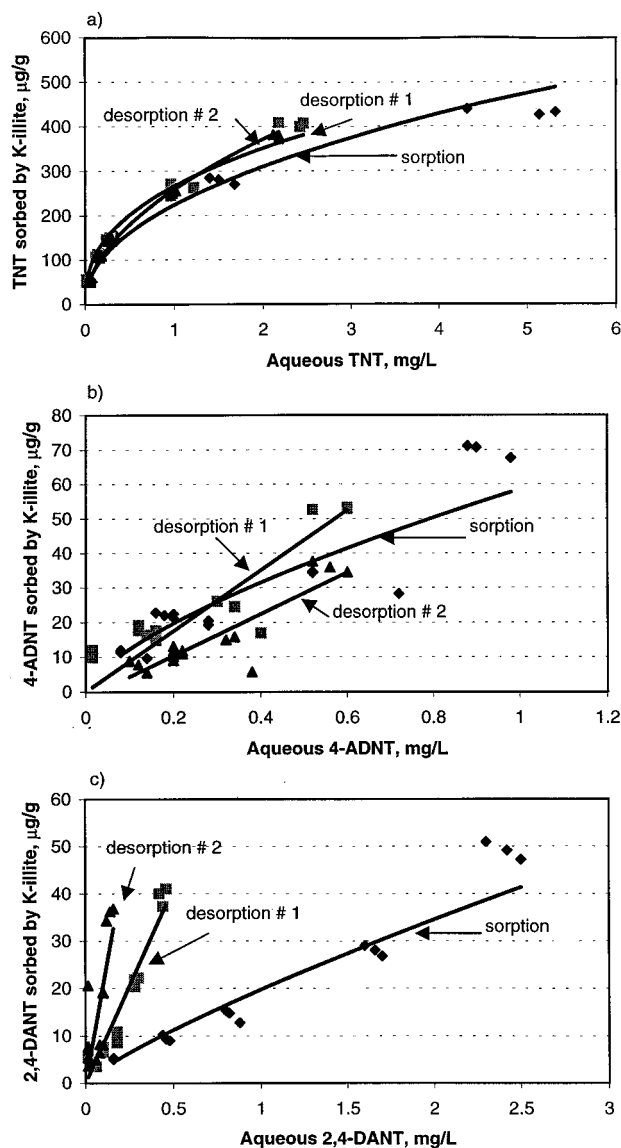 a)
600
500
400
300
200
100
0
TNT sorbed by K-illite, µg/g
desorption # 2
desorption # 1
sorption
0 1 2 3 4 5 6
Aqueous TNT, mg/L
b)
80
70
60
50
40
30
20
10
0
4-ADNT sorbed by K-illite, µg/g
desorption # 1
sorption
desorption # 2
0 0.2 0.4 0.6 0.8 1 1.2
Aqueous 4-ADNT, mg/L
c)
60
50
40
30
20
10
0
2,4-DANT sorbed by K-illite, µg/g
desorption # 2
desorption # 1
sorption
0 0.5 1 1.5 2 2.5 3
Aqueous 2,4-DANT, mg/L